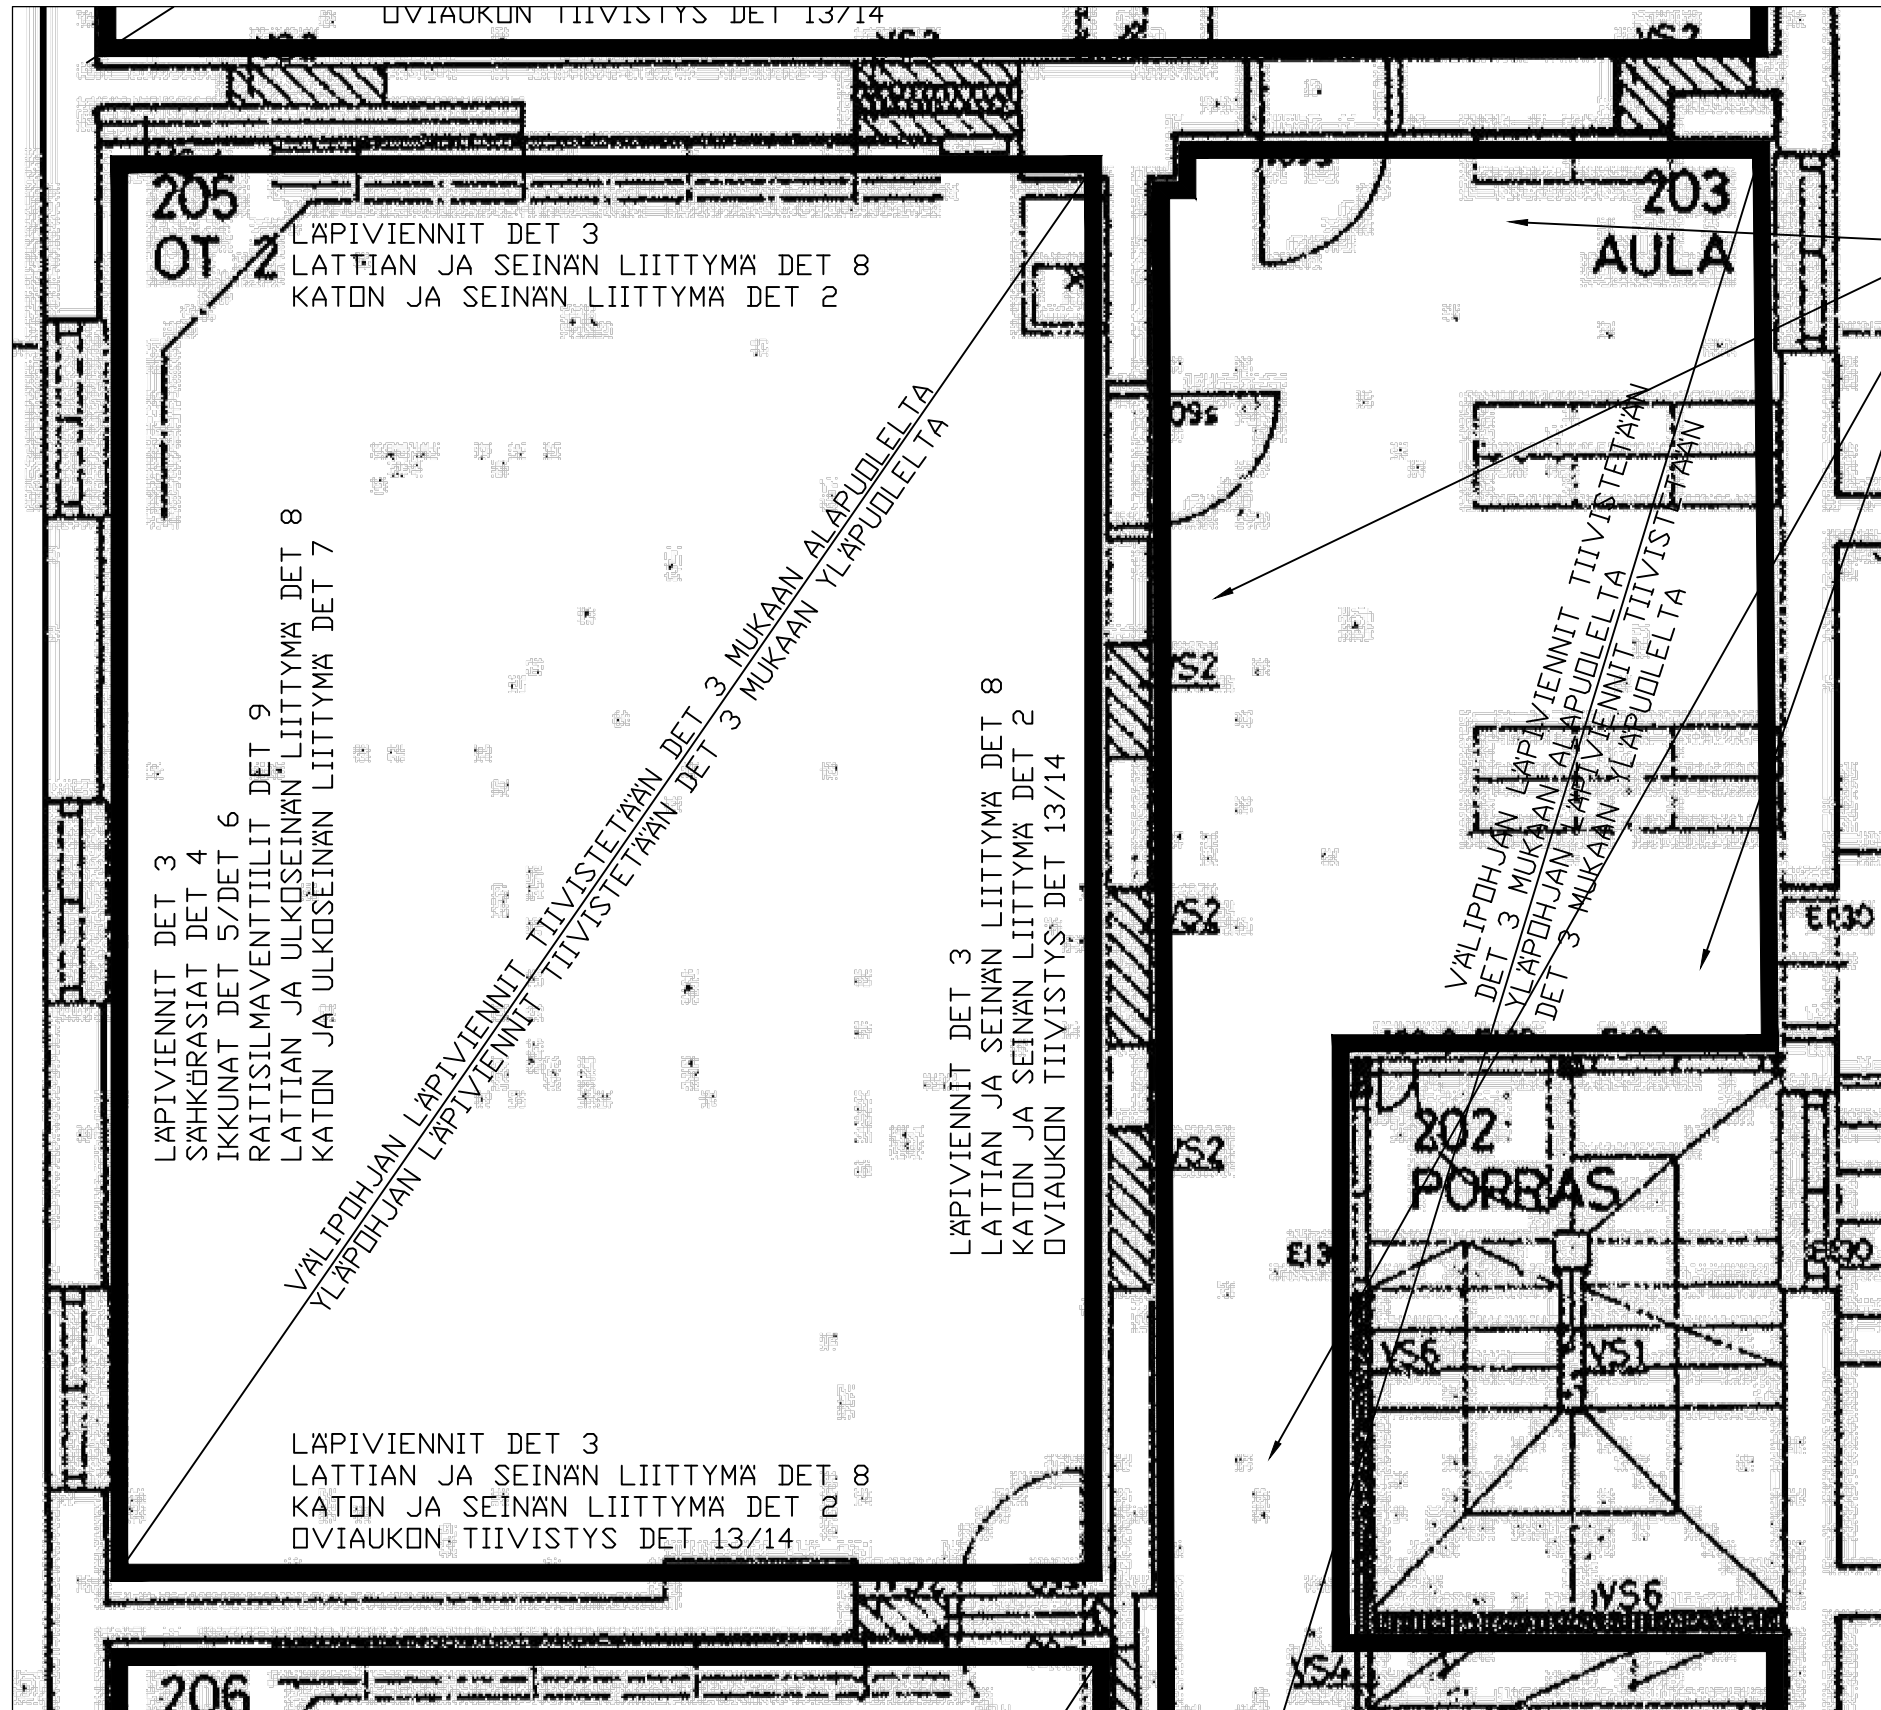 OVIAUKON TIIVISTYS DET 13/14
VS2
VS2
205
OT 2
LÄPIVIENNIT DET 3
LATTIAN JA SEINÄN LIITTYMÄ DET 8
KATON JA SEINÄN LIITTYMÄ DET 2
203
AULA
09s
VÄLIPOHJAN LÄPIVIENNIT TIIVISTETÄÄN DET 3 MUKAAN ALAPUOLELTA
YLÄPOHJAN LÄPIVIENNIT TIIVISTETÄÄN DET 3 MUKAAN YLÄPUOLELTA
VÄLIPOHJAN LÄPIVIENNIT TIIVISTETÄÄN
DET 3 MUKAAN ALAPUOLELTA
YLÄPOHJAN LÄPIVIENNIT TIIVISTETÄÄN
DET 3 MUKAAN YLÄPUOLELTA
LÄPIVIENNIT DET 3
SÄHKÖRASIAT DET 4
IKKUNAT DET 5/DET 6
RAITISILMAVENTTIILIT DET 9
LATTIAN JA ULKOSEINÄN LIITTYMÄ DET 8
KATON JA ULKOSEINÄN LIITTYMÄ DET 7
LÄPIVIENNIT DET 3
LATTIAN JA SEINÄN LIITTYMÄ DET 8
KATON JA SEINÄN LIITTYMÄ DET 2
OVIAUKON TIIVISTYS DET 13/14
VS2
VS2
VS2
EI30
202
PORRAS
EI3
EI30
VS6
VS1
LÄPIVIENNIT DET 3
LATTIAN JA SEINÄN LIITTYMÄ DET 8
KATON JA SEINÄN LIITTYMÄ DET 2
OVIAUKON TIIVISTYS DET 13/14
VS6
VS4
206